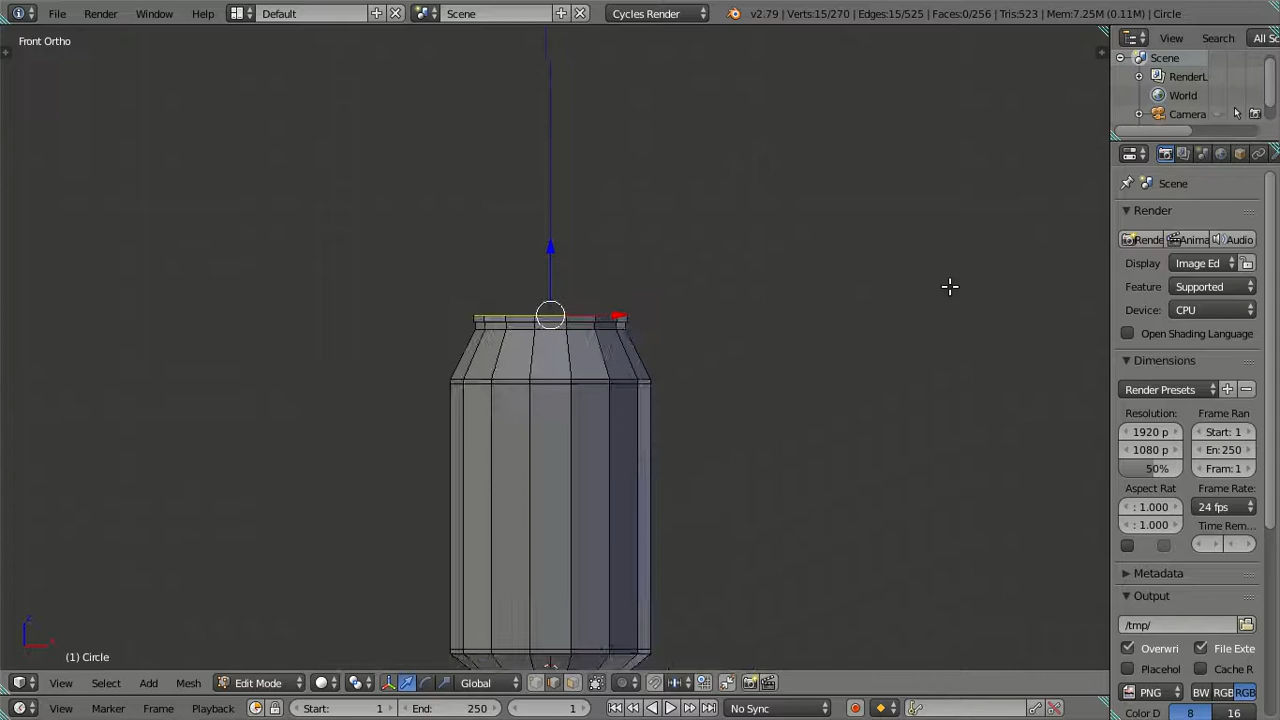 File Render Window Help Default Scene Cycles Render v2.79 | Verts:15/270 | Edges:15/525 | Faces:0/256 | Tris:523 | Mem:7.25M (0.11M) | Circle
Front Ortho
View Search All Sc
Scene
RenderL
World
Camera
Scene
Render
Rende Anima Audio
Display Image Ed
Feature Supported
Device: CPU
Open Shading Language
Dimensions
Render Presets
Resolution: Frame Ran
1920 p Start: 1
1080 p En: 250
50% Fram: 1
Aspect Rat Frame Rate:
: 1.000 24 fps
: 1.000 Time Rem...
Metadata
Output
/tmp/
Overwri File Exte
Placehol Cache R
PNG BW RGB RGB
Color D 8 16
z
x
(1) Circle
View Select Add Mesh Edit Mode Global
View Marker Frame Playback Start: 1 End: 250 1 No Sync